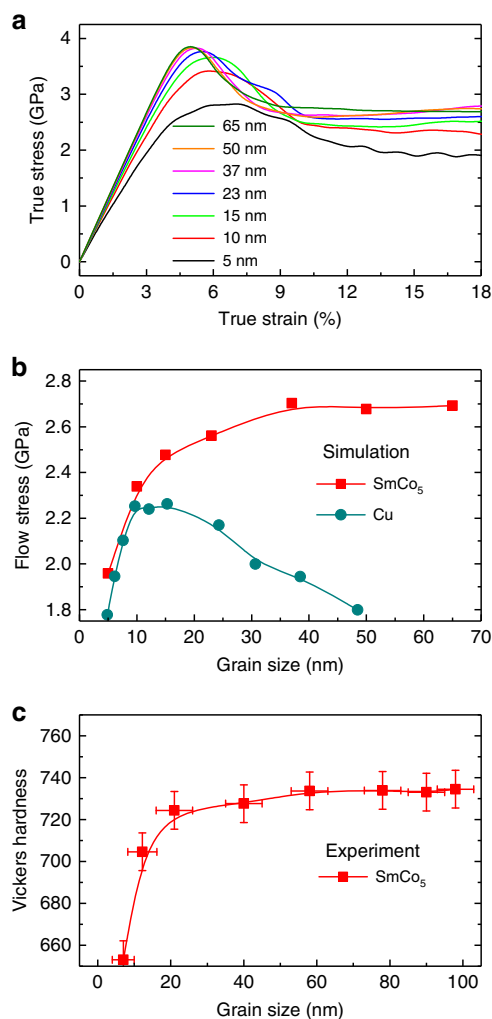 a
4
3
2
1
0
True stress (GPa)
65 nm
50 nm
37 nm
23 nm
15 nm
10 nm
5 nm
0 3 6 9 12 15 18
True strain (%)
b
2.8
2.6
2.4
2.2
2.0
1.8
Flow stress (GPa)
Simulation
SmCo₅
Cu
0 10 20 30 40 50 60 70
Grain size (nm)
c
760
740
720
700
680
660
Vickers hardness
Experiment
SmCo₅
0 20 40 60 80 100
Grain size (nm)